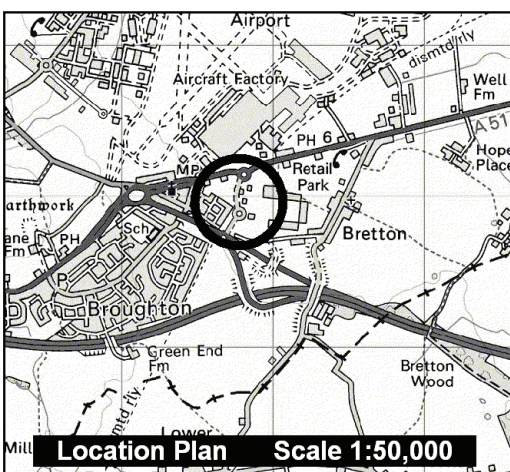 Airport
dismtd rly
Aircraft Factory
Well
Fm
PH 6
A 51
MP
Retail
Park
Hope
Place
arthwork
Sch
ane
Fm
PH
Bretton
P
Broughton
Green End
Fm
Bretton
Wood
mtd rly
Lower
Mill
Location Plan Scale 1:50,000